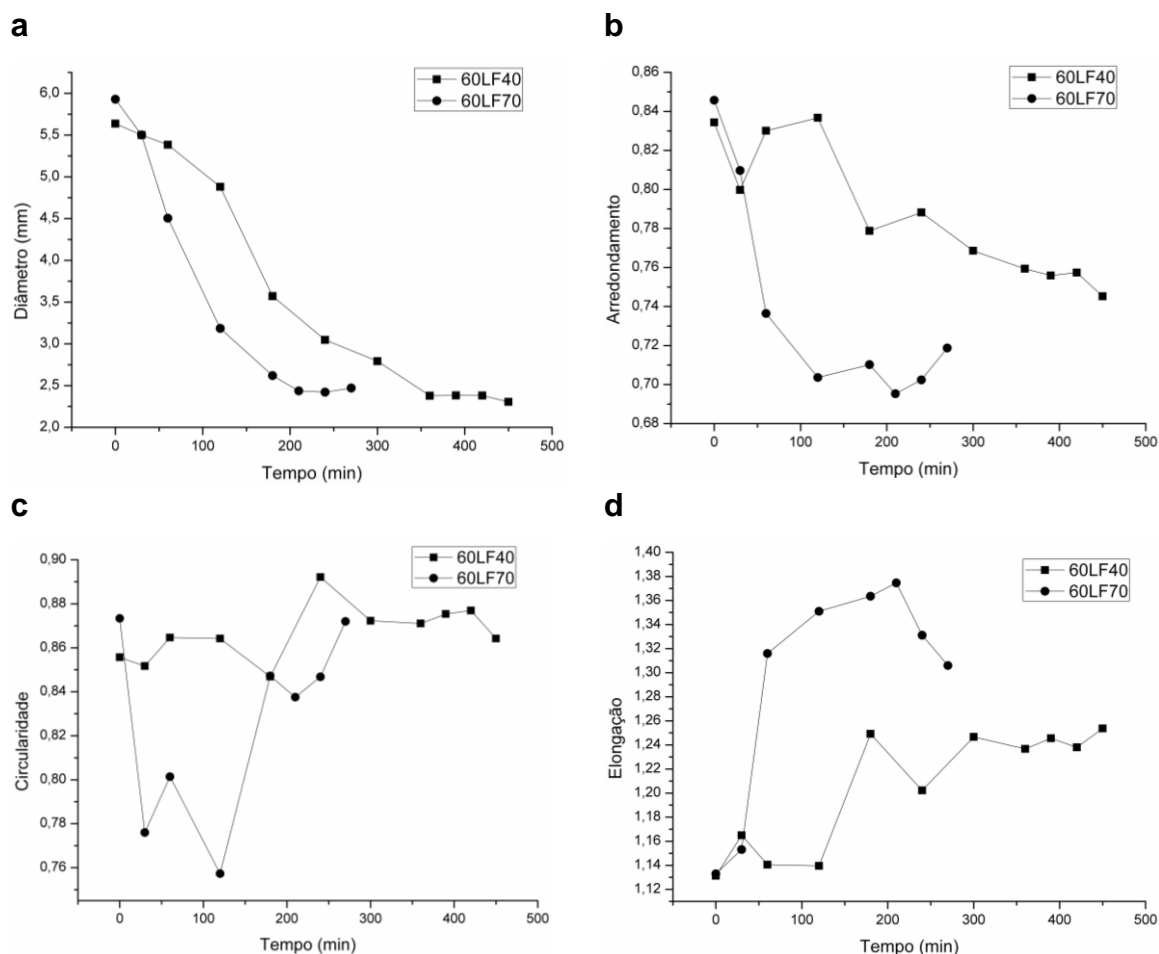 a
60LF40
60LF70
6,0
5,5
5,0
4,5
4,0
3,5
3,0
2,5
2,0
Diâmetro (mm)
0 100 200 300 400 500
Tempo (min)
b
60LF40
60LF70
0,86
0,84
0,82
0,80
0,78
0,76
0,74
0,72
0,70
0,68
Arredondamento
0 100 200 300 400 500
Tempo (min)
c
60LF40
60LF70
0,90
0,88
0,86
0,84
0,82
0,80
0,78
0,76
Circularidade
0 100 200 300 400 500
Tempo (min)
d
60LF40
60LF70
1,40
1,38
1,36
1,34
1,32
1,30
1,28
1,26
1,24
1,22
1,20
1,18
1,16
1,14
1,12
Elongação
0 100 200 300 400 500
Tempo (min)